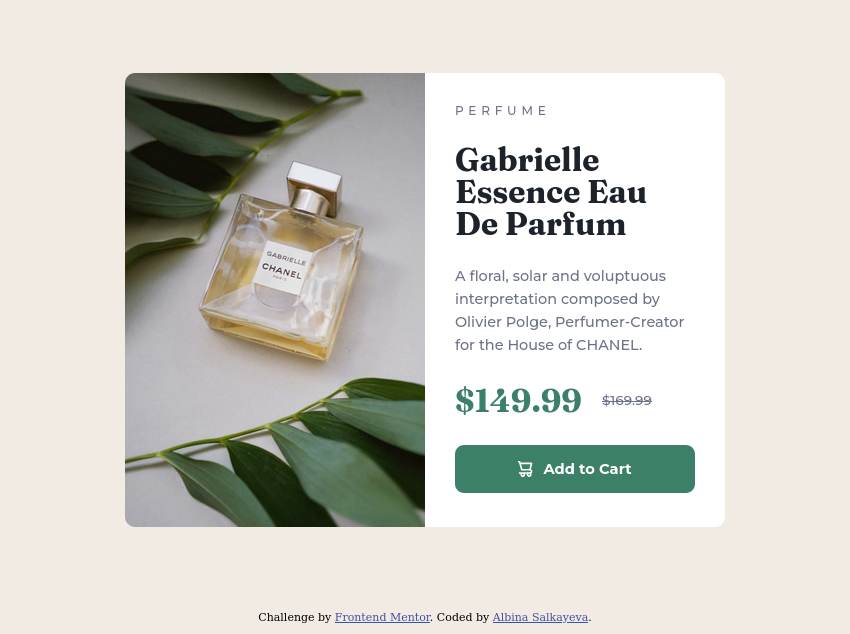 GABRIELLE
CHANEL
PARIS
PERFUME
Gabrielle
Essence Eau
De Parfum
A floral, solar and voluptuous
interpretation composed by
Olivier Polge, Perfumer-Creator
for the House of CHANEL.
$149.99 $169.99
Add to Cart
Challenge by Frontend Mentor. Coded by Albina Salkayeva.